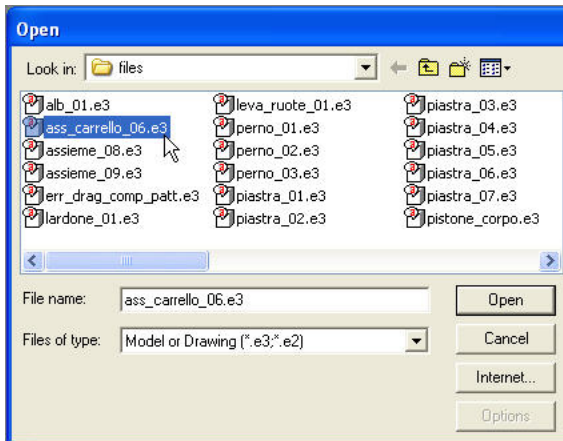 Open
Look in: files
alb_01.e3
ass_carrello_06.e3
assieme_08.e3
assieme_09.e3
err_drag_comp_patt.e3
lardone_01.e3
leva_ruote_01.e3
perno_01.e3
perno_02.e3
perno_03.e3
piastra_01.e3
piastra_02.e3
piastra_03.e3
piastra_04.e3
piastra_05.e3
piastra_06.e3
piastra_07.e3
pistone_corpo.e3
File name: ass_carrello_06.e3 Open
Files of type: Model or Drawing (*.e3;*.e2) Cancel
Internet...
Options